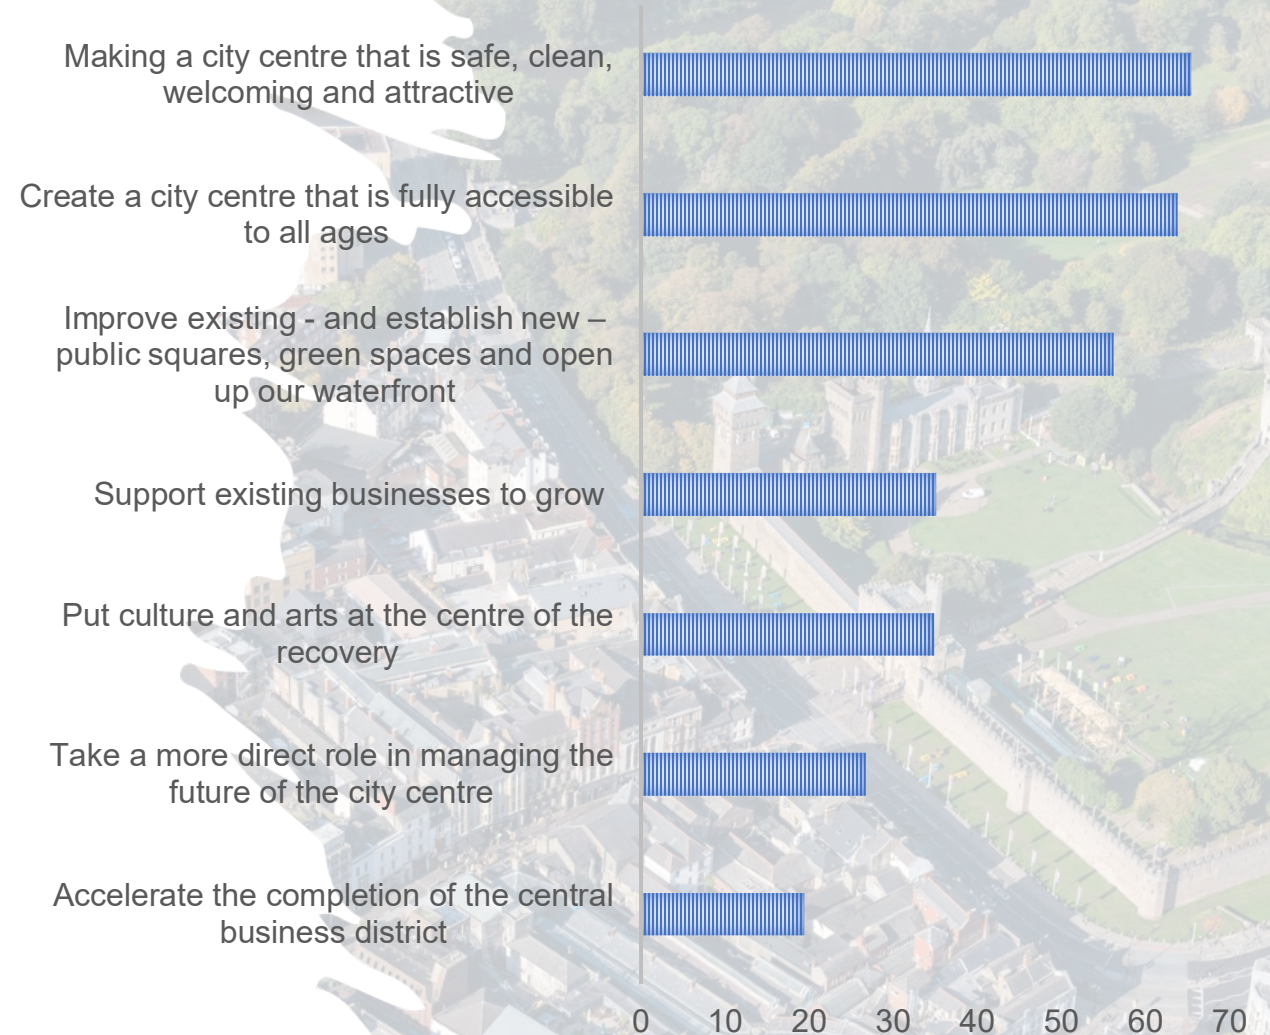 Making a city centre that is safe, clean,
welcoming and attractive
Create a city centre that is fully accessible
to all ages
Improve existing - and establish new –
public squares, green spaces and open
up our waterfront
Support existing businesses to grow
Put culture and arts at the centre of the
recovery
Take a more direct role in managing the
future of the city centre
Accelerate the completion of the central
business district
0 10 20 30 40 50 60 70